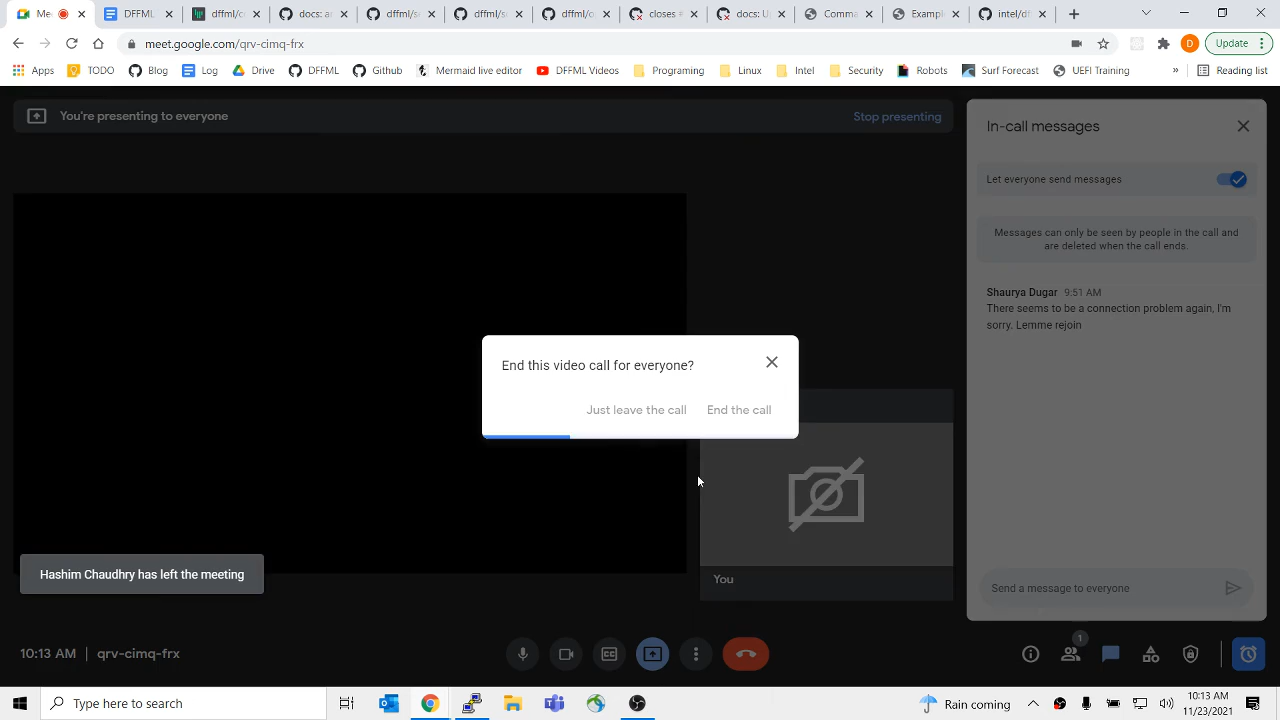 Me
DFFML
dffml/c
docs: ar
dffml/s
dffml/s
dffml/o
closes #
docs: U
Comma
Example
intel/dff
meet.google.com/qrv-cimq-frx
D
Update
Apps
TODO
Blog
Log
Drive
DFFML
Github
Mermaid live editor
DFFML Videos
Programing
Linux
Intel
Security
Robots
Surf Forecast
UEFI Training
»
Reading list
You're presenting to everyone
Stop presenting
In-call messages
Let everyone send messages
Messages can only be seen by people in the call and
are deleted when the call ends.
Shaurya Dugar 9:51 AM
There seems to be a connection problem again, I'm
sorry. Lemme rejoin
End this video call for everyone?
Just leave the call
End the call
Hashim Chaudhry has left the meeting
You
Send a message to everyone
10:13 AM | qrv-cimq-frx
CC
1
Type here to search
Rain coming
10:13 AM
11/23/2021